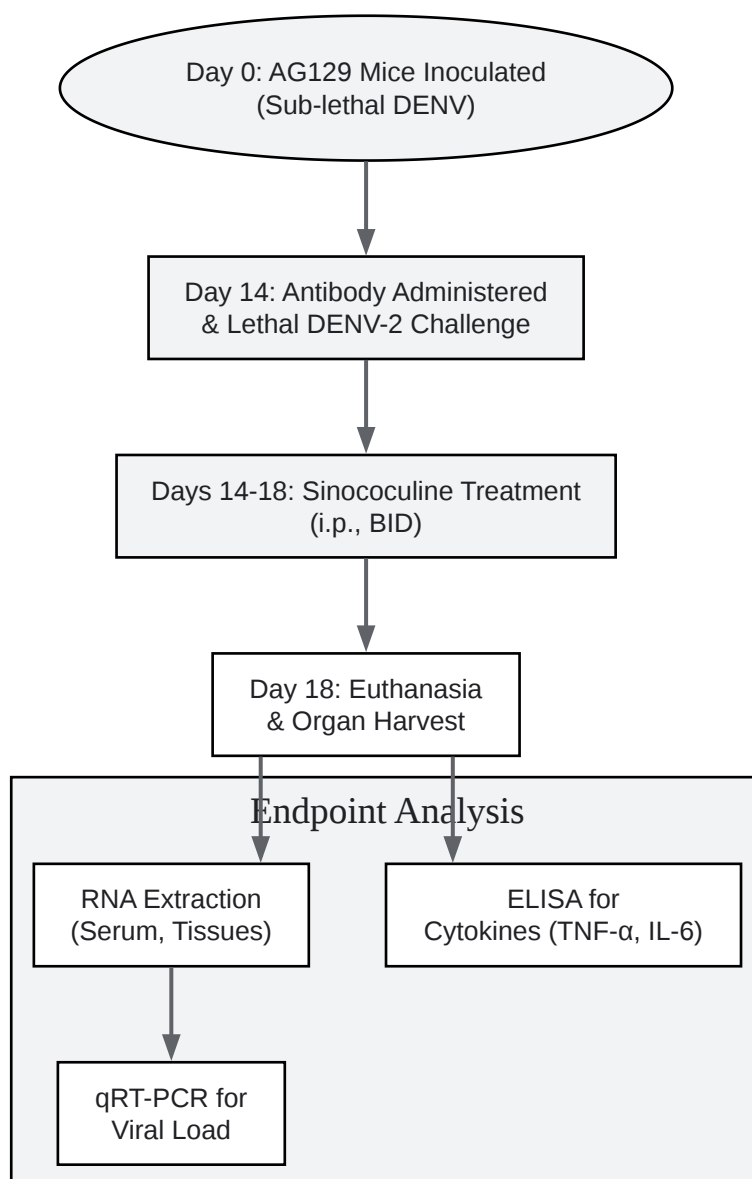 Day 0: AG129 Mice Inoculated
(Sub-lethal DENV)
Day 14: Antibody Administered
& Lethal DENV-2 Challenge
Days 14-18: Sinococuline Treatment
(i.p., BID)
Day 18: Euthanasia
& Organ Harvest
Endpoint Analysis
RNA Extraction
(Serum, Tissues)
ELISA for
Cytokines (TNF-α, IL-6)
qRT-PCR for
Viral Load